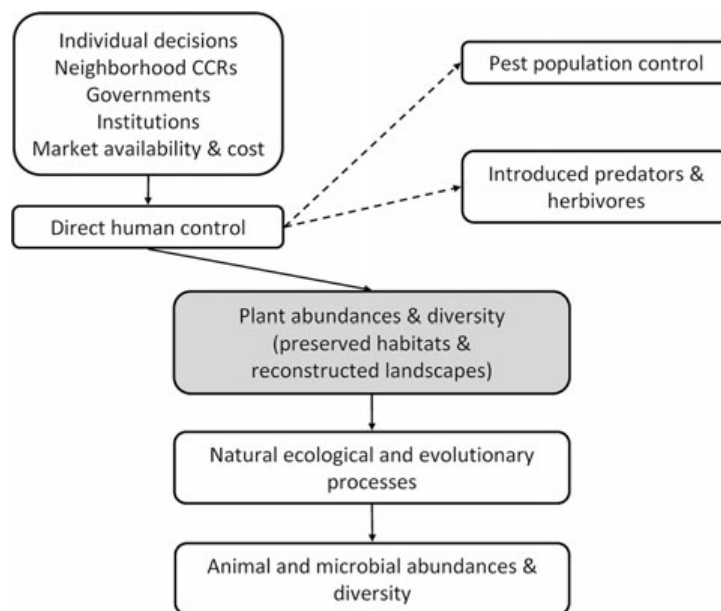 Individual decisions
Neighborhood CCRs
Governments
Institutions
Market availability & cost
Pest population control
Introduced predators &
herbivores
Direct human control
Plant abundances & diversity
(preserved habitats &
reconstructed landscapes)
Natural ecological and evolutionary
processes
Animal and microbial abundances &
diversity